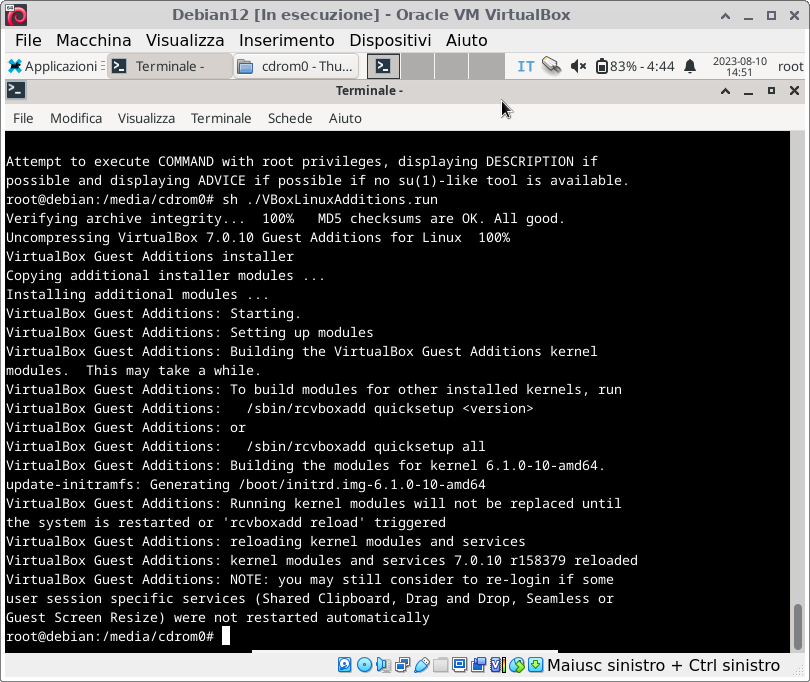 Debian12 [In esecuzione] - Oracle VM VirtualBox
File Macchina Visualizza Inserimento Dispositivi Aiuto
Applicazioni Terminale - cdrom0 - Thu... IT 83% - 4:44 2023-08-10 14:51 root
Terminale -
File Modifica Visualizza Terminale Schede Aiuto
Attempt to execute COMMAND with root privileges, displaying DESCRIPTION if
possible and displaying ADVICE if possible if no su(1)-like tool is available.
root@debian:/media/cdrom0# sh ./VBoxLinuxAdditions.run
Verifying archive integrity...  100%   MD5 checksums are OK. All good.
Uncompressing VirtualBox 7.0.10 Guest Additions for Linux  100%
VirtualBox Guest Additions installer
Copying additional installer modules ...
Installing additional modules ...
VirtualBox Guest Additions: Starting.
VirtualBox Guest Additions: Setting up modules
VirtualBox Guest Additions: Building the VirtualBox Guest Additions kernel
modules.  This may take a while.
VirtualBox Guest Additions: To build modules for other installed kernels, run
VirtualBox Guest Additions:   /sbin/rcvboxadd quicksetup <version>
VirtualBox Guest Additions: or
VirtualBox Guest Additions:   /sbin/rcvboxadd quicksetup all
VirtualBox Guest Additions: Building the modules for kernel 6.1.0-10-amd64.
update-initramfs: Generating /boot/initrd.img-6.1.0-10-amd64
VirtualBox Guest Additions: Running kernel modules will not be replaced until
the system is restarted or 'rcvboxadd reload' triggered
VirtualBox Guest Additions: reloading kernel modules and services
VirtualBox Guest Additions: kernel modules and services 7.0.10 r158379 reloaded
VirtualBox Guest Additions: NOTE: you may still consider to re-login if some
user session specific services (Shared Clipboard, Drag and Drop, Seamless or
Guest Screen Resize) were not restarted automatically
root@debian:/media/cdrom0#
Maiusc sinistro + Ctrl sinistro